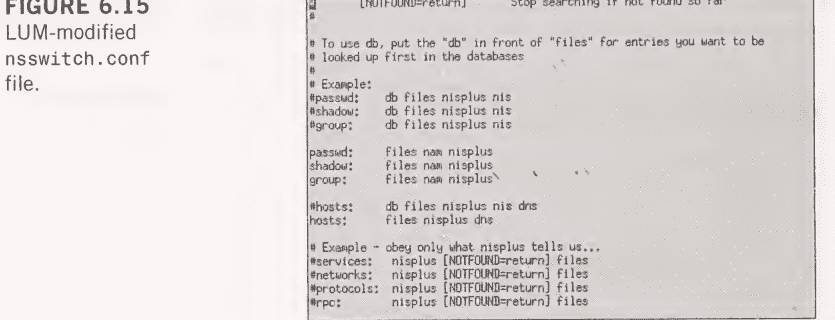 FIGURE 6.15
LUM-modified
nsswitch.conf
file.
# [NOTFOUND=return] Stop searching if not found so far
#
# To use db, put the "db" in front of "files" for entries you want to be
# looked up first in the databases
#
# Example:
#passwd: db files nisplus nis
#shadow: db files nisplus nis
#group: db files nisplus nis
passwd: files nam nisplus
shadow: files nam nisplus
group: files nam nisplus
#hosts: db files nisplus nis dns
hosts: files nisplus dns
# Example - obey only what nisplus tells us...
#services: nisplus [NOTFOUND=return] files
#networks: nisplus [NOTFOUND=return] files
#protocols: nisplus [NOTFOUND=return] files
#rpc: nisplus [NOTFOUND=return] files